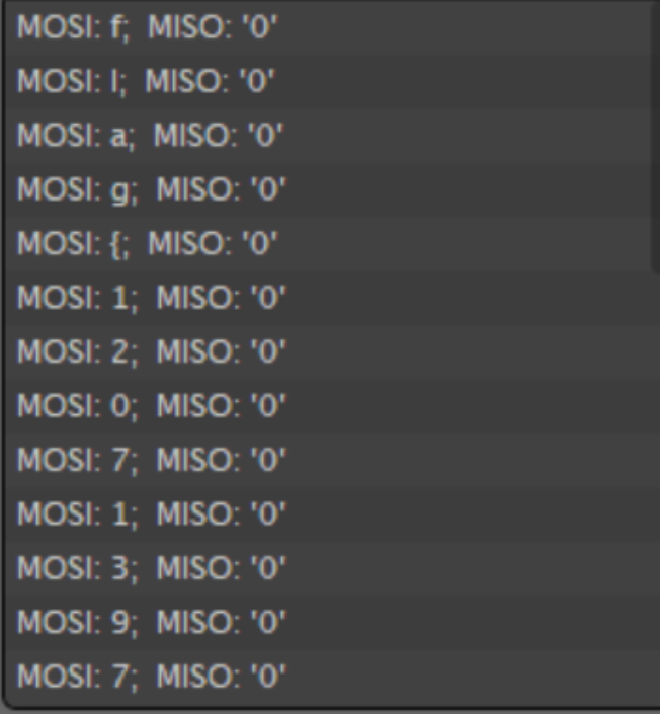 MOSI: f;  MISO: '0'
MOSI: l;  MISO: '0'
MOSI: a;  MISO: '0'
MOSI: g;  MISO: '0'
MOSI: {;  MISO: '0'
MOSI: 1;  MISO: '0'
MOSI: 2;  MISO: '0'
MOSI: 0;  MISO: '0'
MOSI: 7;  MISO: '0'
MOSI: 1;  MISO: '0'
MOSI: 3;  MISO: '0'
MOSI: 9;  MISO: '0'
MOSI: 7;  MISO: '0'